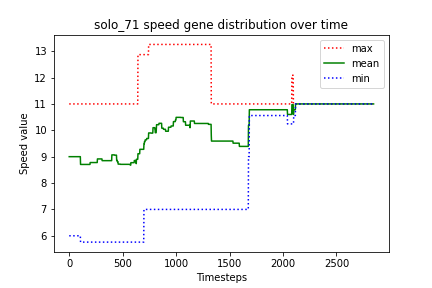 solo_71 speed gene distribution over time
max
mean
min
Speed value
13
12
11
10
9
8
7
6
0
500
1000
1500
2000
2500
Timesteps